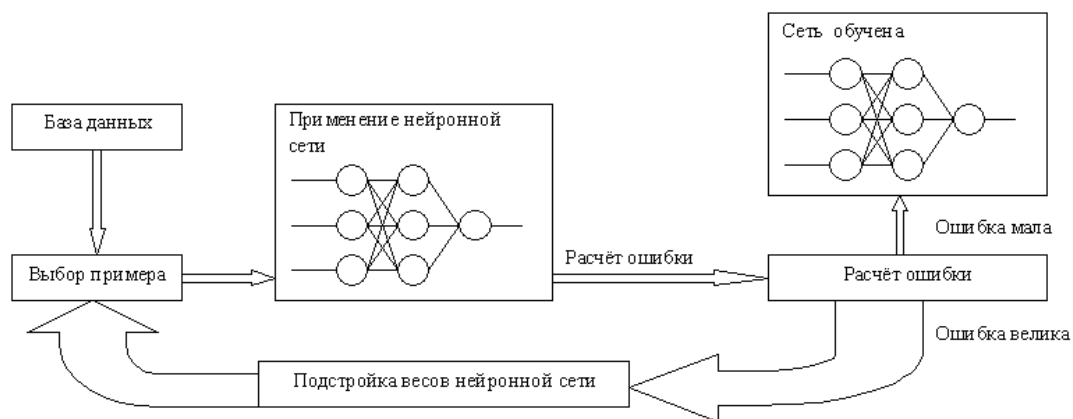 Сеть обучена
База данных
Применение нейронной
сети
Ошибка мала
Выбор примера
Расчёт ошибки
Расчёт ошибки
Ошибка велика
Подстройка весов нейронной сети